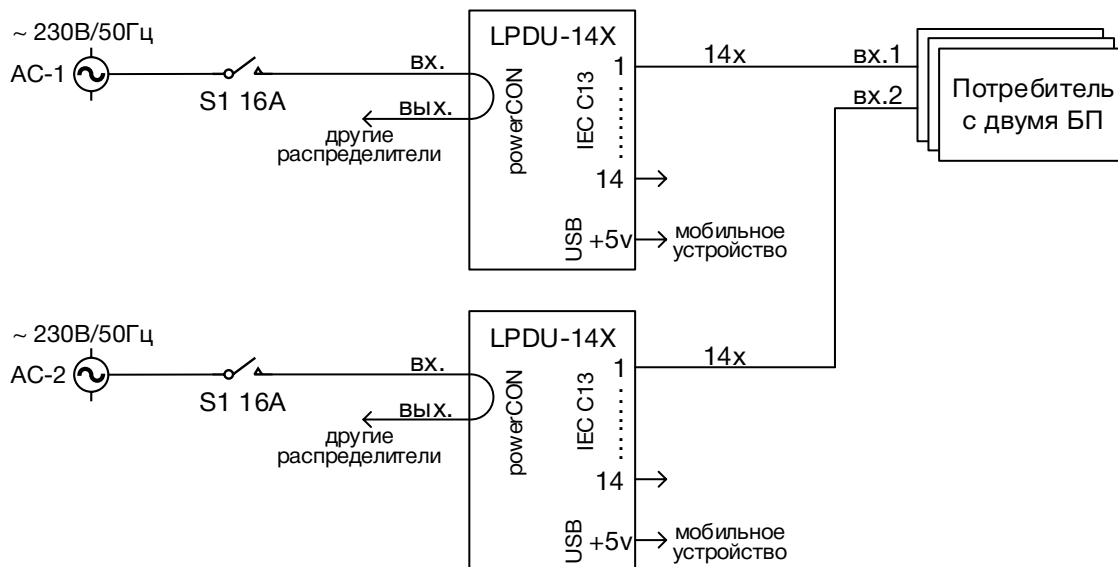 ~ 230В/50Гц
AC-1
S1 16A
вх.
вых.
другие
распределители
LPDU-14X
powerCON
IEC C13
1
14
USB
+5v
14x
вх.1
вх.2
Потребитель
с двумя БП
мобильное
устройство
~ 230В/50Гц
AC-2
S1 16A
вх.
вых.
другие
распределители
LPDU-14X
powerCON
IEC C13
1
14
USB
+5v
14x
мобильное
устройство